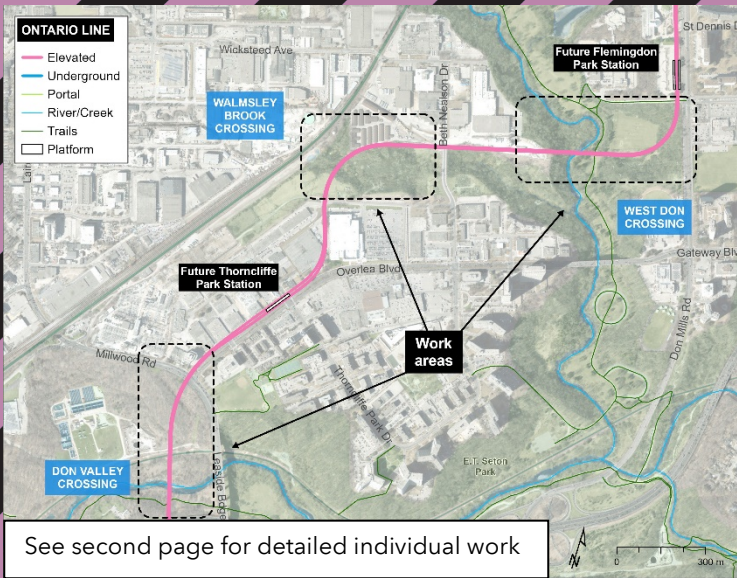 ONTARIO LINE
Elevated
Underground
Portal
River/Creek
Trails
Platform
Wicksteed Ave
WALMSLEY
BROOK
CROSSING
Beth Nealson Dr
St Dennis D
Future Flemingdon
Park Station
Lair
WEST DON
CROSSING
Gateway Blv
Future Thorncliffe
Park Station
Overlea Blvd
Don Mills Rd
Millwood Rd
Work
areas
Thorncliffe Park Dr
E.T. Seton
Park
DON VALLEY
CROSSING
See second page for detailed individual work
N
0
300 m